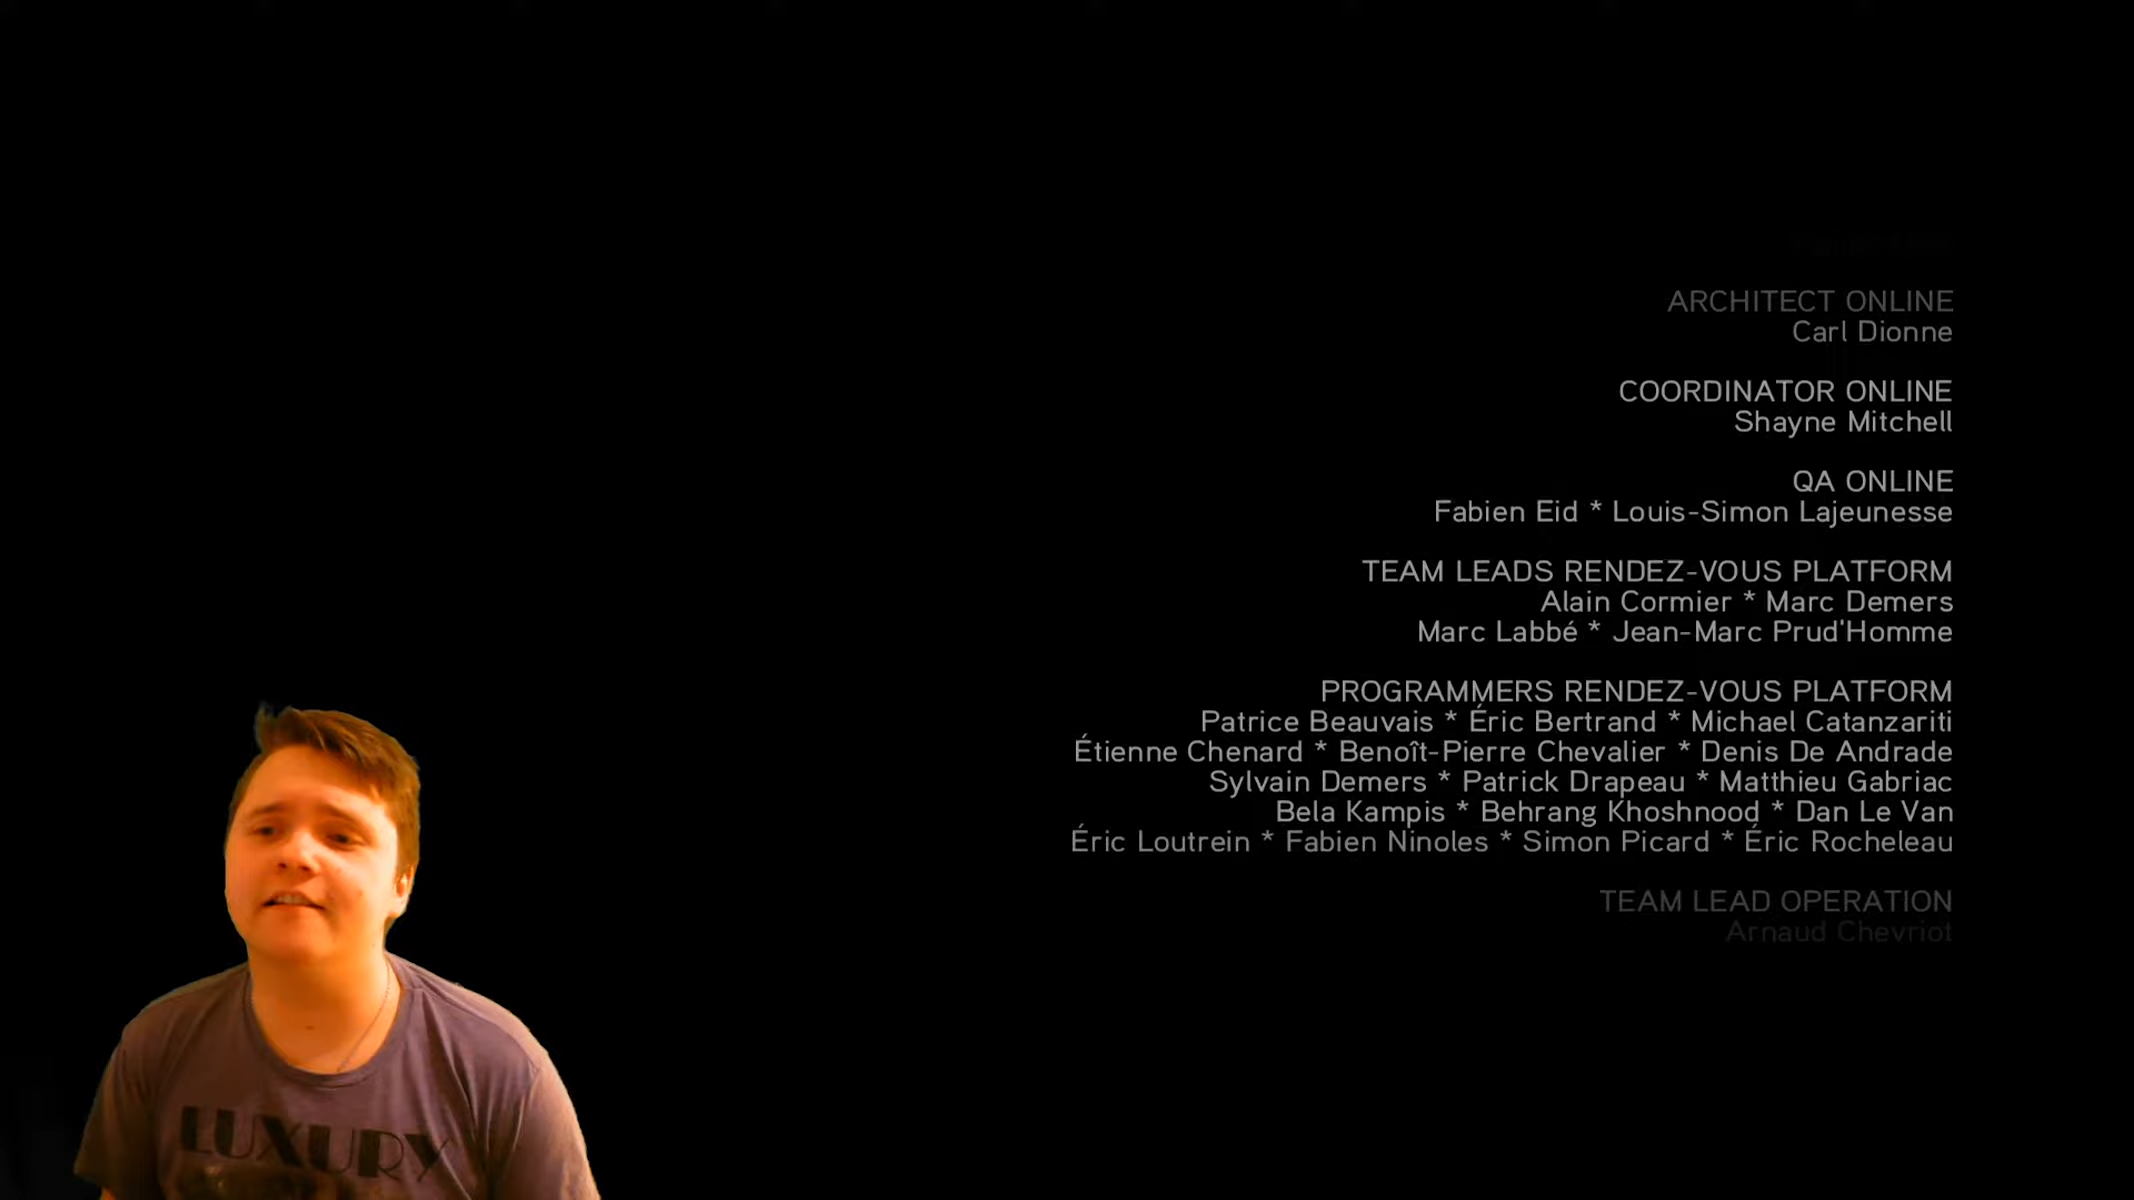 ARCHITECT ONLINE
Carl Dionne
COORDINATOR ONLINE
Shayne Mitchell
QA ONLINE
Fabien Eid * Louis-Simon Lajeunesse
TEAM LEADS RENDEZ-VOUS PLATFORM
Alain Cormier * Marc Demers
Marc Labbé * Jean-Marc Prud'Homme
PROGRAMMERS RENDEZ-VOUS PLATFORM
Patrice Beauvais * Éric Bertrand * Michael Catanzariti
Étienne Chenard * Benoît-Pierre Chevalier * Denis De Andrade
Sylvain Demers * Patrick Drapeau * Matthieu Gabriac
Bela Kampis * Behrang Khoshnood * Dan Le Van
Éric Loutrein * Fabien Ninoles * Simon Picard * Éric Rocheleau
TEAM LEAD OPERATION
Arnaud Chevriot
LUXURY